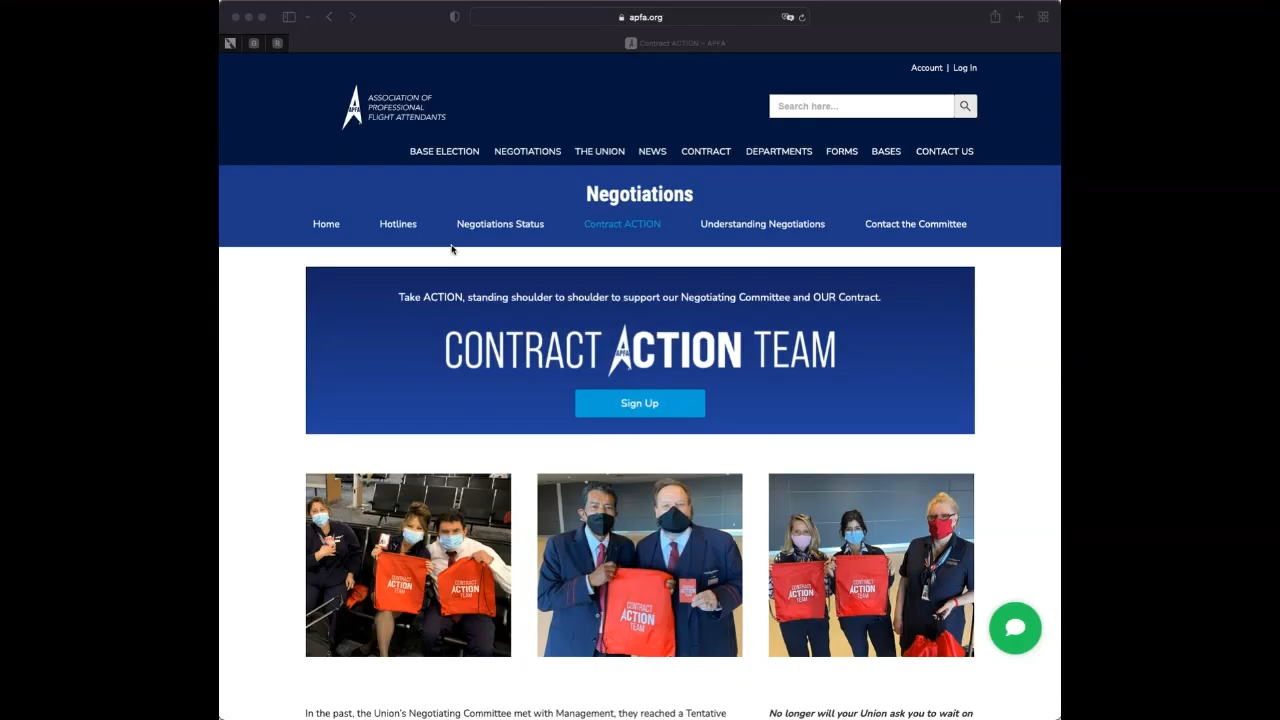 apfa.org
Contract ACTION – APFA
Account | Log In
APFA
ASSOCIATION OF
PROFESSIONAL
FLIGHT ATTENDANTS
Search here...
BASE ELECTION NEGOTIATIONS THE UNION NEWS CONTRACT DEPARTMENTS FORMS BASES CONTACT US
Negotiations
Home Hotlines Negotiations Status Contract ACTION Understanding Negotiations Contact the Committee
Take ACTION, standing shoulder to shoulder to support our Negotiating Committee and OUR Contract.
CONTRACT ACTION TEAM
APFA
Sign Up
CONTRACT
ACTION
TEAM
CONTRACT
ACTION
TEAM
CONTRACT
ACTION
TEAM
CONTRACT
ACTION
TEAM
CONTRACT
ACTION
TEAM
In the past, the Union's Negotiating Committee met with Management, they reached a Tentative
No longer will your Union ask you to wait on